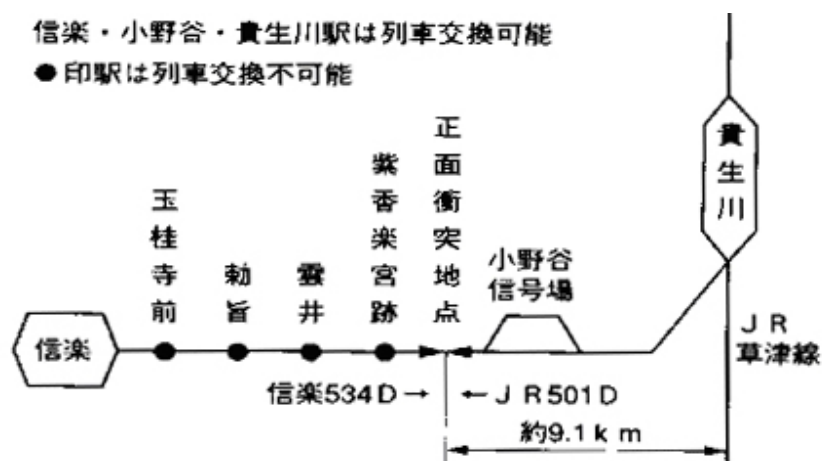 信楽・小野谷・貴生川駅は列車交換可能
●印駅は列車交換不可能
玉桂寺前
勅旨
雲井
紫香楽宮跡
正面衝突地点
小野谷
信号場
貴生川
信楽
JR
草津線
信楽534D→
←JR501D
約9.1km